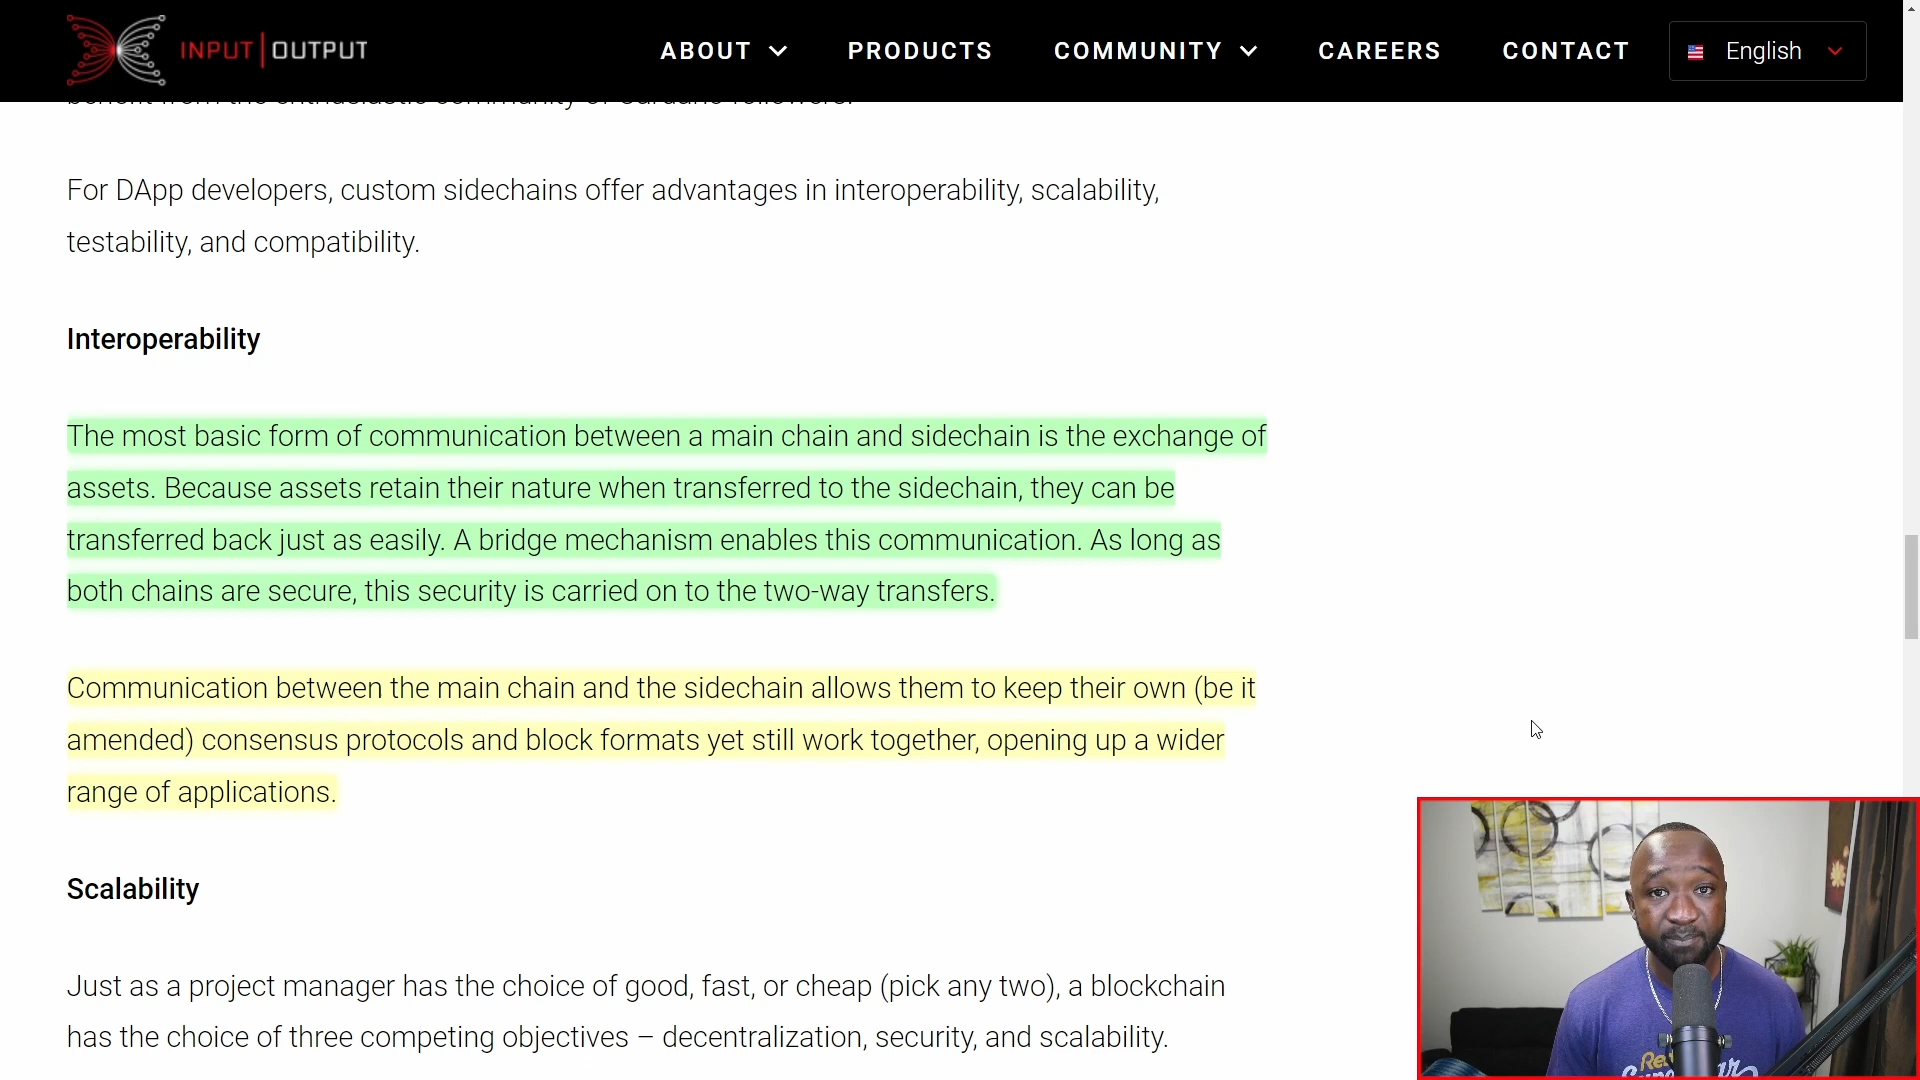 INPUT|OUTPUT
ABOUT
PRODUCTS
COMMUNITY
CAREERS
CONTACT
English
For DApp developers, custom sidechains offer advantages in interoperability, scalability,
testability, and compatibility.
Interoperability
The most basic form of communication between a main chain and sidechain is the exchange of
assets. Because assets retain their nature when transferred to the sidechain, they can be
transferred back just as easily. A bridge mechanism enables this communication. As long as
both chains are secure, this security is carried on to the two-way transfers.
Communication between the main chain and the sidechain allows them to keep their own (be it
amended) consensus protocols and block formats yet still work together, opening up a wider
range of applications.
Scalability
Just as a project manager has the choice of good, fast, or cheap (pick any two), a blockchain
has the choice of three competing objectives – decentralization, security, and scalability.